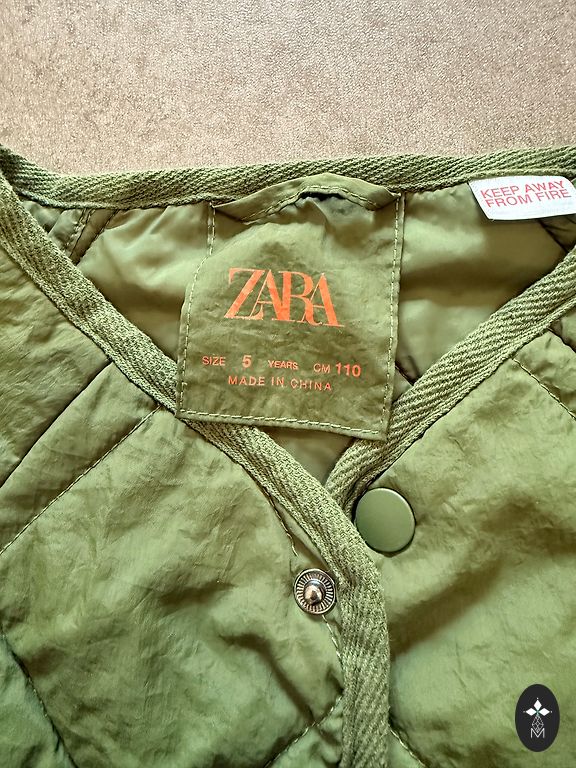 KEEP AWAY
FROM FIRE
ZARA
SIZE 5 YEARS CM 110
MADE IN CHINA
M